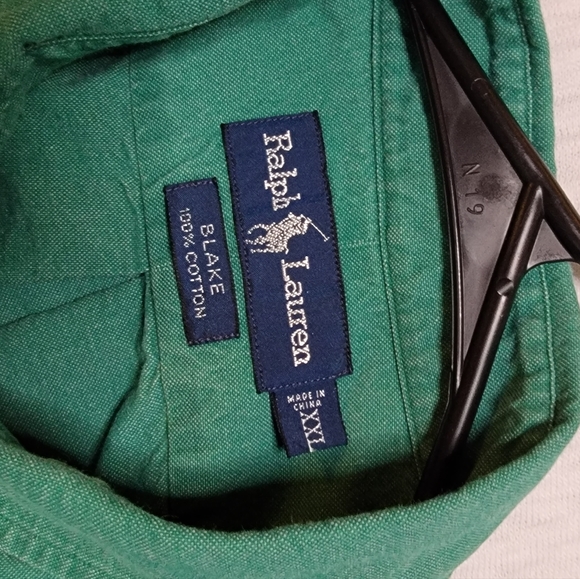 Ralph Lauren
BLAKE
100% COTTON
MADE IN
CHINA
XXL
N 19